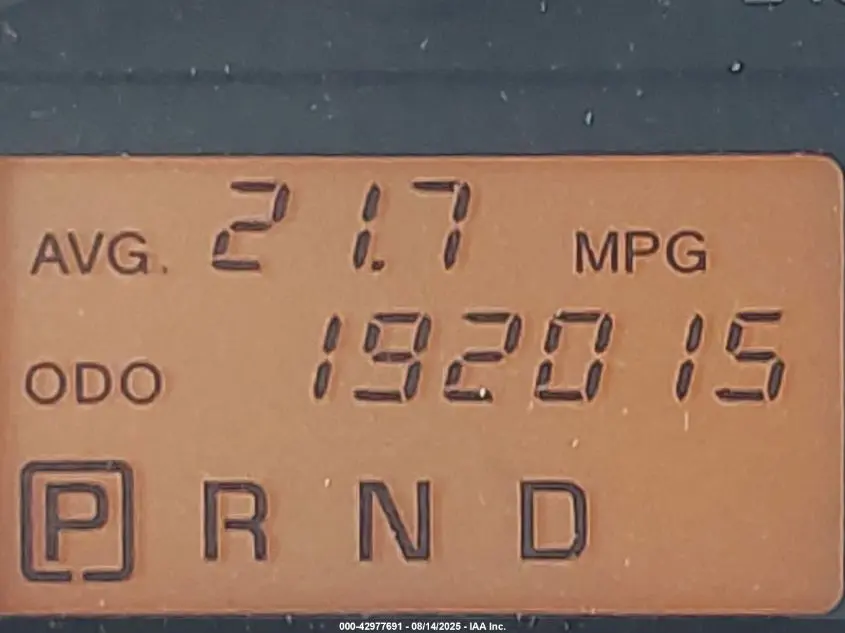 AVG. 21.7 MPG
ODO 192015
P R N D
000-42977691 - 08/14/2025 - IAA Inc.